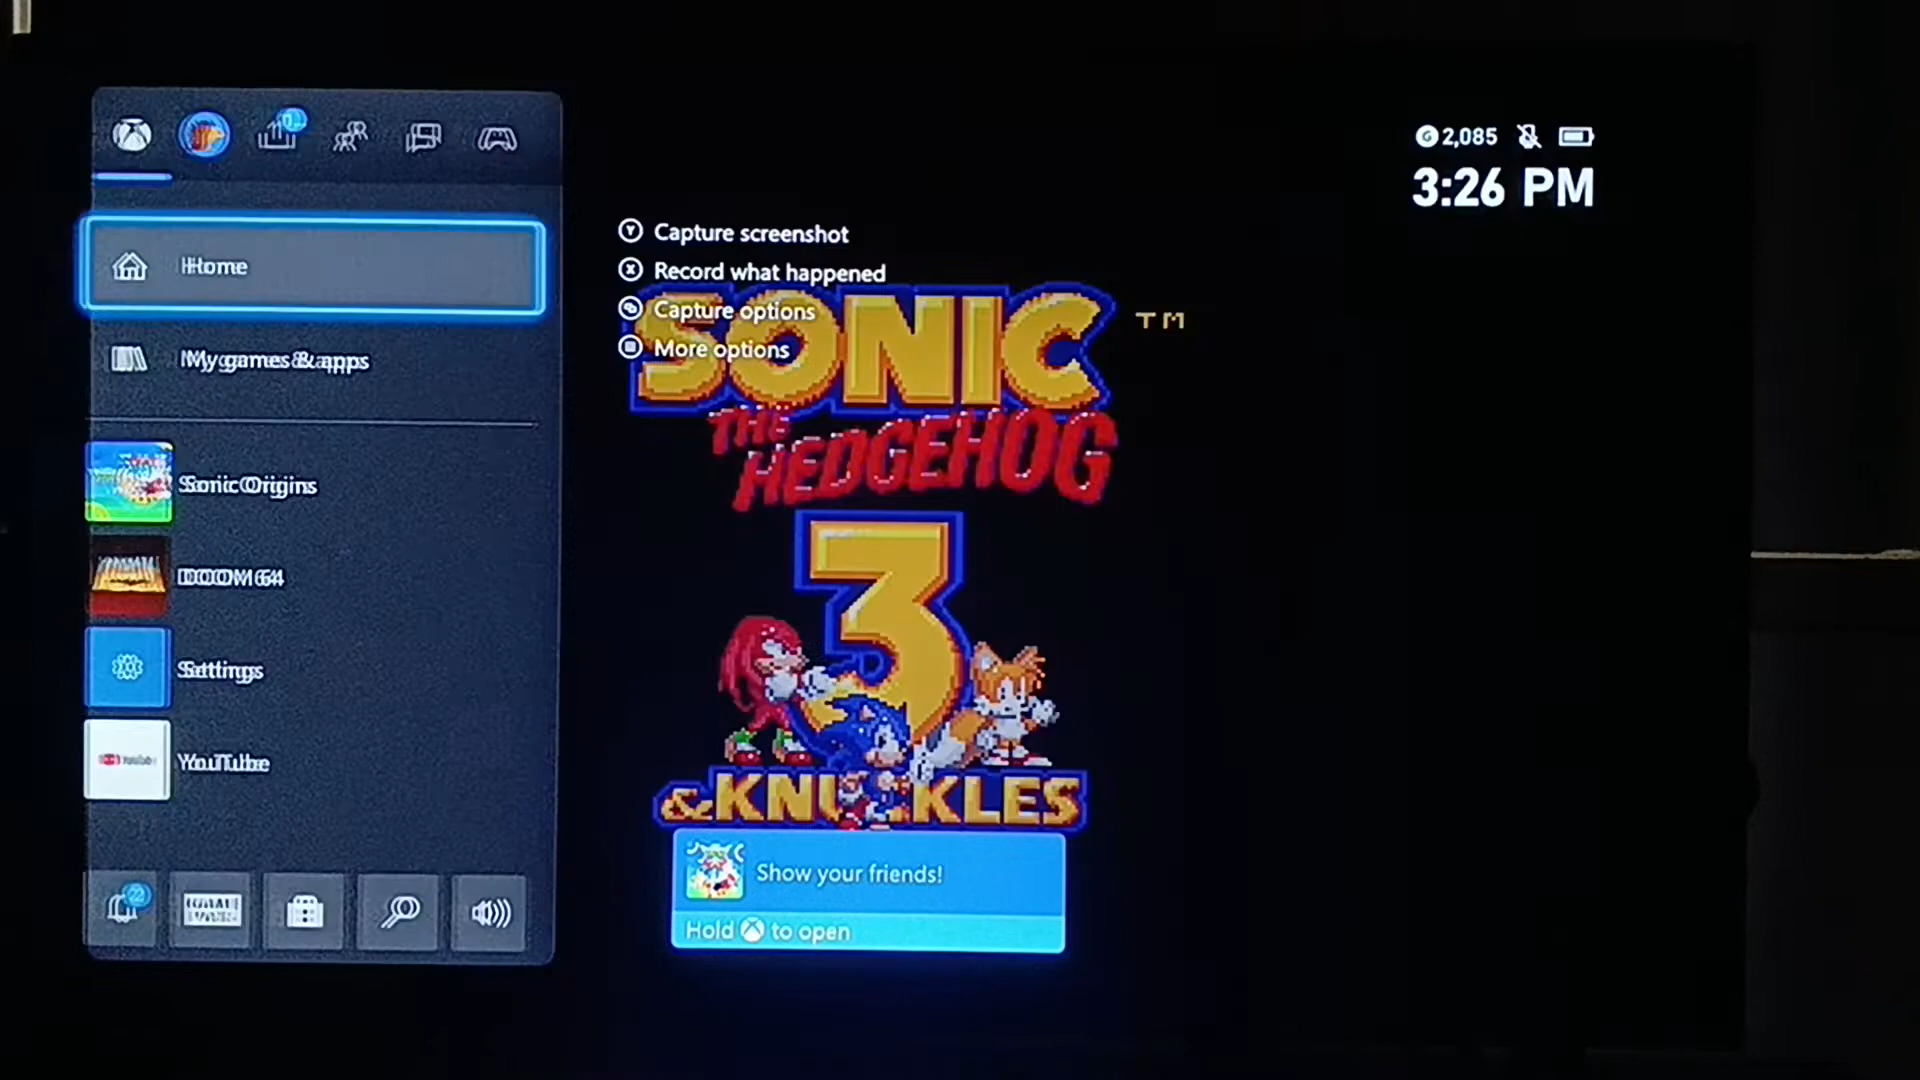 2,085
3:26 PM
Home
My games & apps
Sonic Origins
DOOM 64
Settings
YouTube
22
Capture screenshot
Record what happened
Capture options
More options
SONIC TM
THE
HEDGEHOG
3
&KNUCKLES
Show your friends!
Hold to open